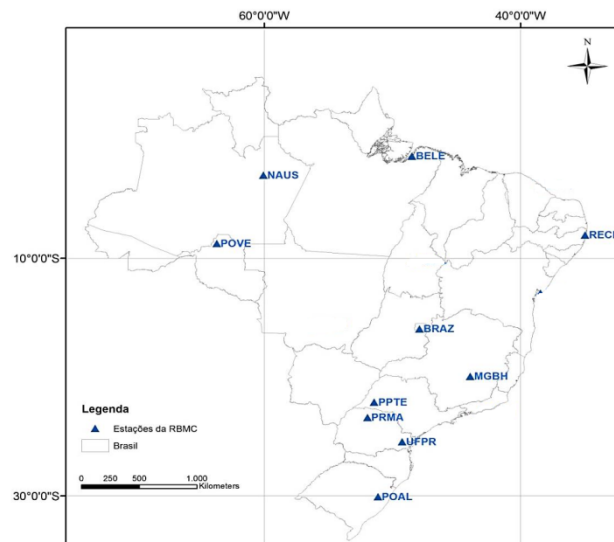 60°0'0"W 40°0'0"W
N
BELE
NAUS
RECF
POVE
10°0'0"S
BRAZ
MGBH
PPTE
Legenda
PRMA
Estações da RBMC
UFPR
Brasil
0 250 500 1.000
Kilometers
30°0'0"S
POAL